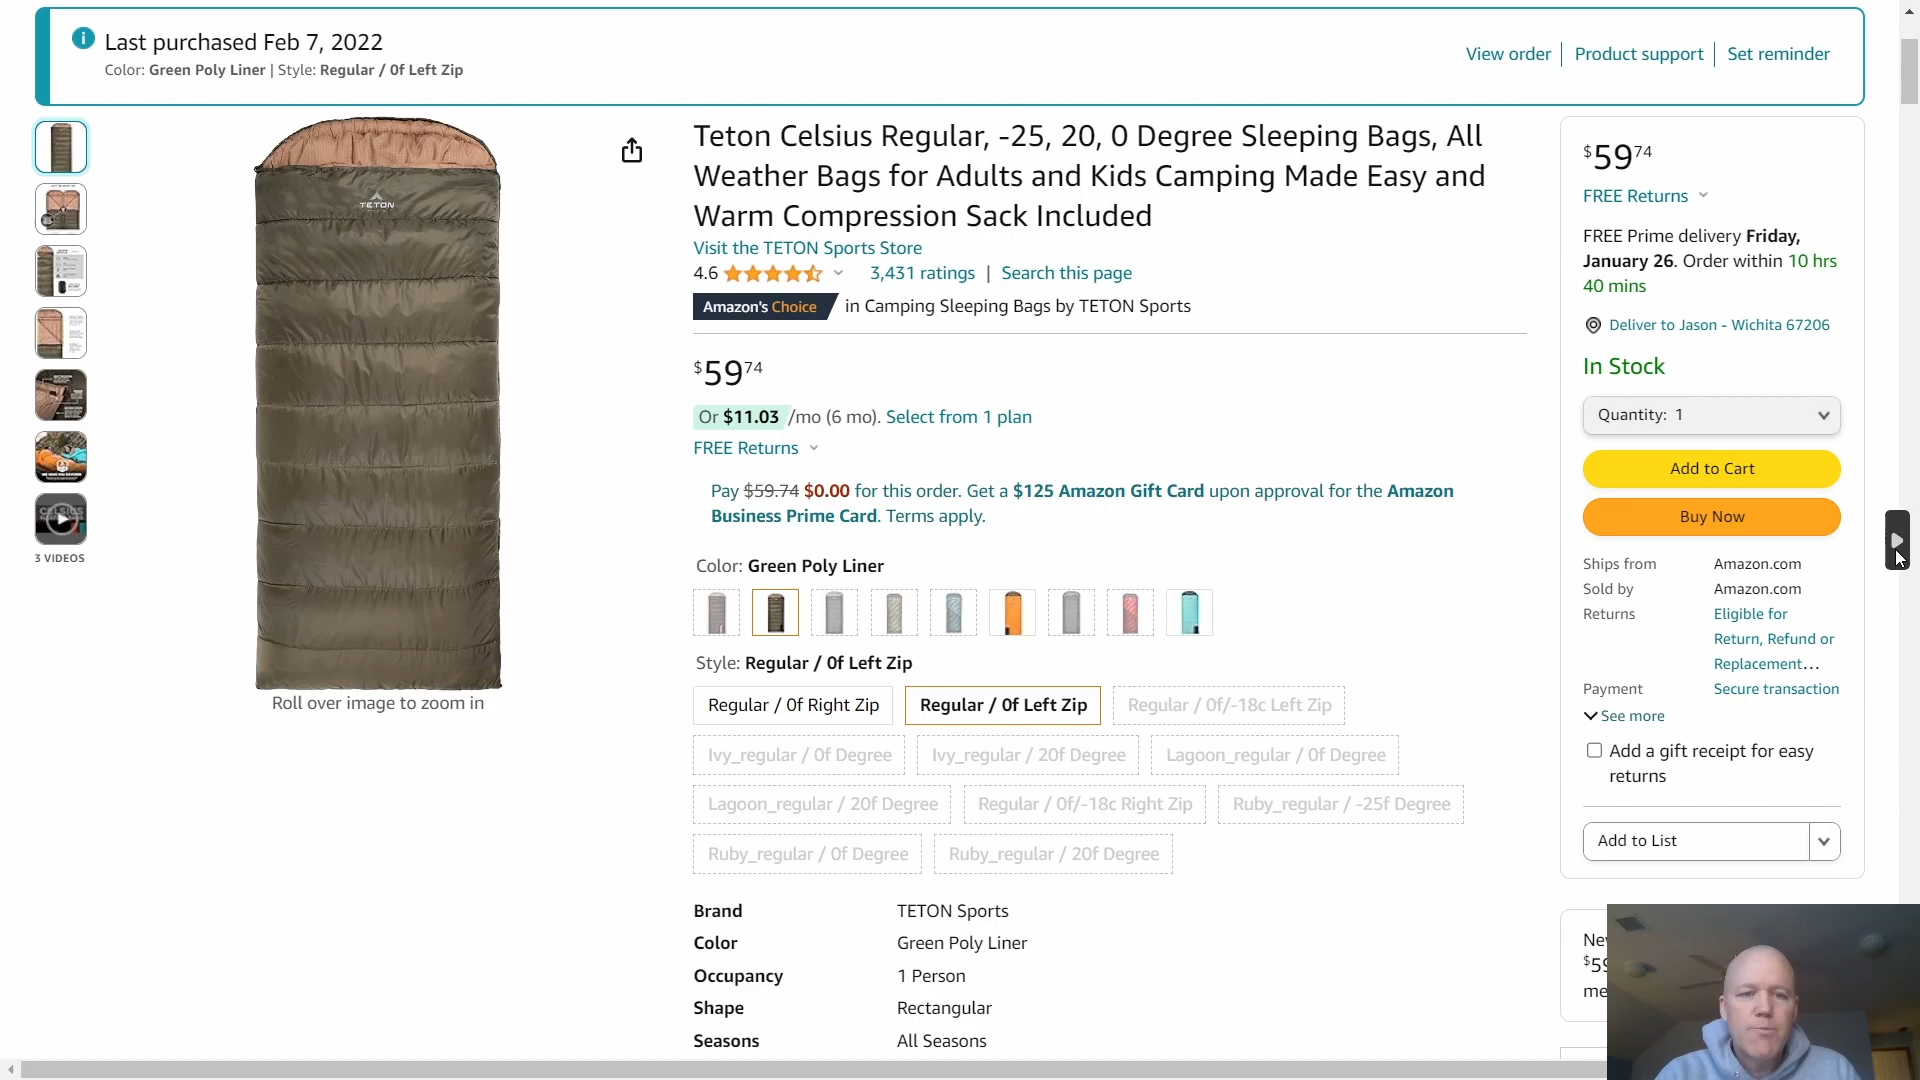 Last purchased Feb 7, 2022
Color: Green Poly Liner | Style: Regular / 0f Left Zip
View order | Product support | Set reminder
TETON
Roll over image to zoom in
3 VIDEOS
Teton Celsius Regular, -25, 20, 0 Degree Sleeping Bags, All
Weather Bags for Adults and Kids Camping Made Easy and
Warm Compression Sack Included
Visit the TETON Sports Store
4.6 3,431 ratings | Search this page
Amazon's Choice in Camping Sleeping Bags by TETON Sports
$59.74
Or $11.03 /mo (6 mo). Select from 1 plan
FREE Returns
Pay $59.74 $0.00 for this order. Get a $125 Amazon Gift Card upon approval for the Amazon
Business Prime Card. Terms apply.
Color: Green Poly Liner
Style: Regular / 0f Left Zip
Regular / 0f Right Zip
Regular / 0f Left Zip
Regular / 0f/-18c Left Zip
Ivy_regular / 0f Degree
Ivy_regular / 20f Degree
Lagoon_regular / 0f Degree
Lagoon_regular / 20f Degree
Regular / 0f/-18c Right Zip
Ruby_regular / -25f Degree
Ruby_regular / 0f Degree
Ruby_regular / 20f Degree
Brand TETON Sports
Color Green Poly Liner
Occupancy 1 Person
Shape Rectangular
Seasons All Seasons
$59.74
FREE Returns
FREE Prime delivery Friday,
January 26. Order within 10 hrs
40 mins
Deliver to Jason - Wichita 67206
In Stock
Quantity: 1
Add to Cart
Buy Now
Ships from Amazon.com
Sold by Amazon.com
Returns Eligible for
Return, Refund or
Replacement…
Payment Secure transaction
See more
Add a gift receipt for easy
returns
Add to List